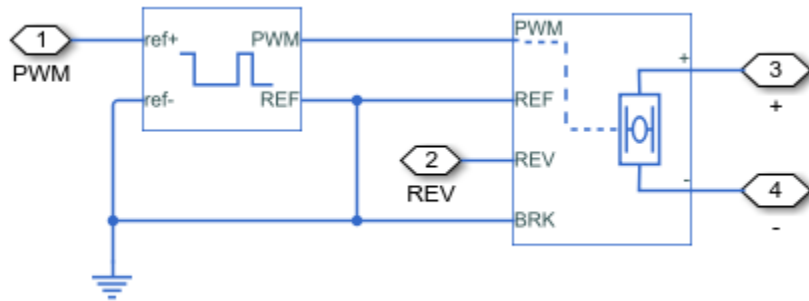 1
PWM
ref+
ref-
PWM
REF
2
REV
PWM
REF
REV
BRK
+
-
3
+
4
-